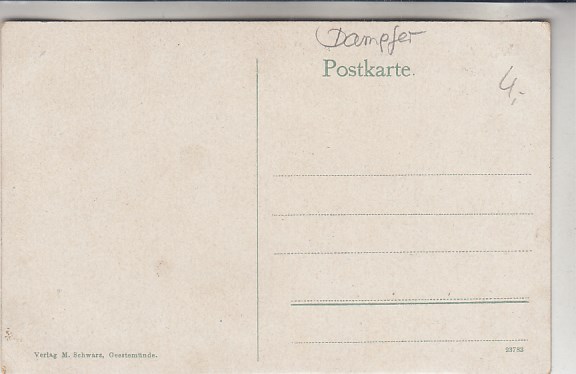 Dampfer
Postkarte.
4,-
Verlag M. Schwarz, Geestemünde.
23782